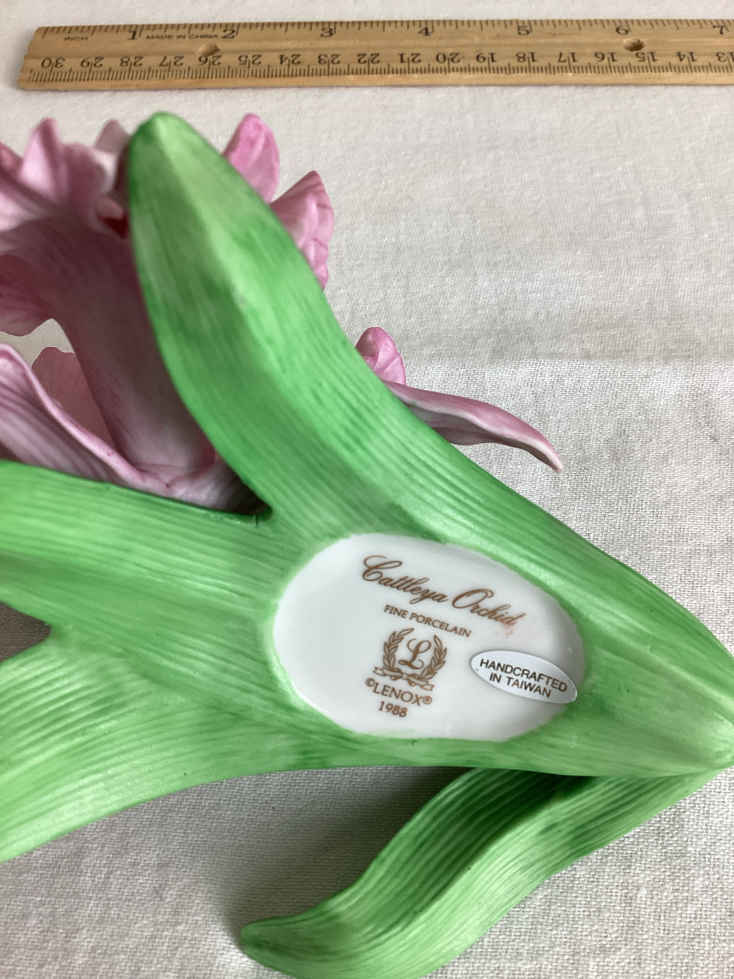 INCH 1 MADE IN CHINA 2 3 4 5 6 7
30 29 28 27 26 25 24 23 22 21 20 19 18 17 16 15 14 13
Cattleya Orchid
FINE PORCELAIN
L
©LENOX®
1988
HANDCRAFTED
IN TAIWAN